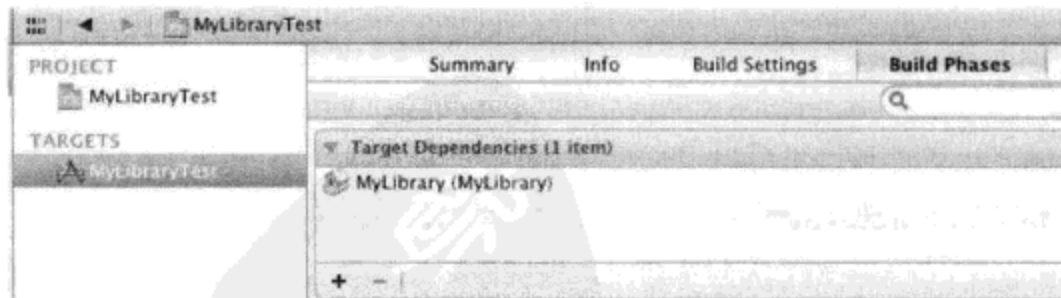 MyLibraryTest
PROJECT
MyLibraryTest
TARGETS
MyLibraryTest
Summary Info Build Settings Build Phases
Target Dependencies (1 item)
MyLibrary (MyLibrary)
+ -